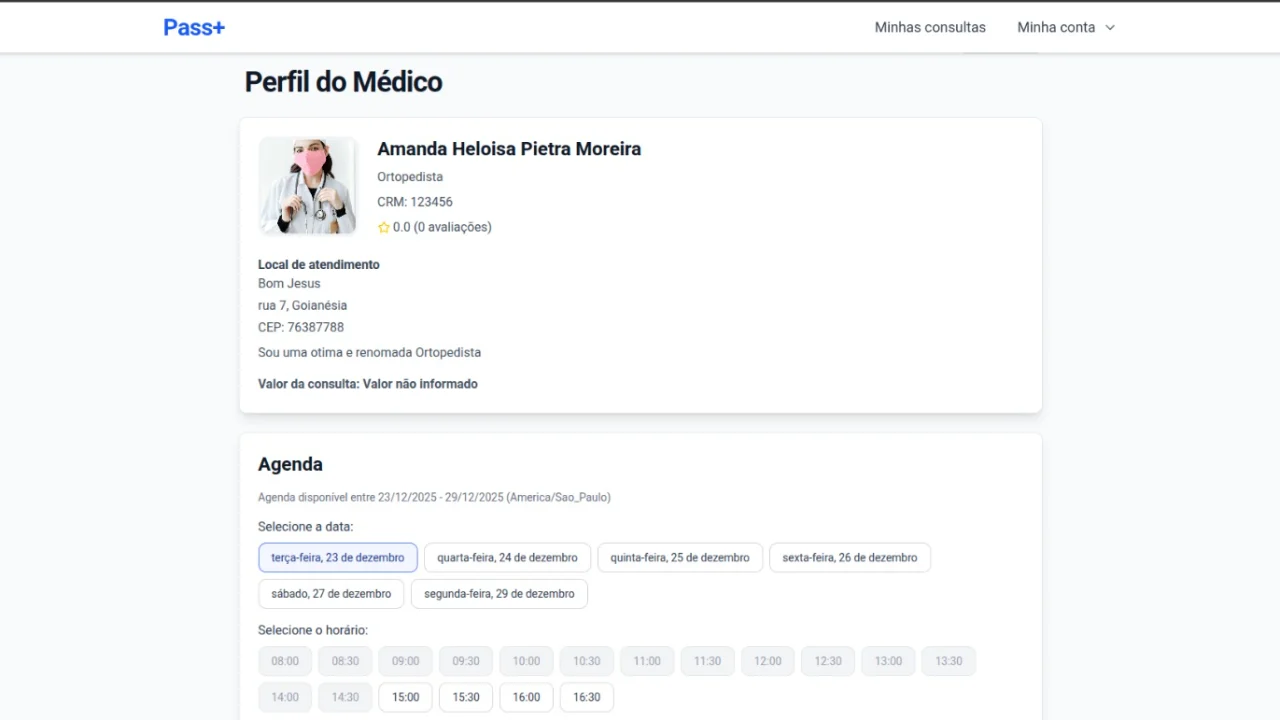 Pass+
Minhas consultas
Minha conta
Perfil do Médico
Amanda Heloisa Pietra Moreira
Ortopedista
CRM: 123456
0.0 (0 avaliações)
Local de atendimento
Bom Jesus
rua 7, Goianésia
CEP: 76387788
Sou uma otima e renomada Ortopedista
Valor da consulta: Valor não informado
Agenda
Agenda disponível entre 23/12/2025 - 29/12/2025 (America/Sao_Paulo)
Selecione a data:
terça-feira, 23 de dezembro quarta-feira, 24 de dezembro quinta-feira, 25 de dezembro sexta-feira, 26 de dezembro
sábado, 27 de dezembro segunda-feira, 29 de dezembro
Selecione o horário:
08:00 08:30 09:00 09:30 10:00 10:30 11:00 11:30 12:00 12:30 13:00 13:30
14:00 14:30 15:00 15:30 16:00 16:30